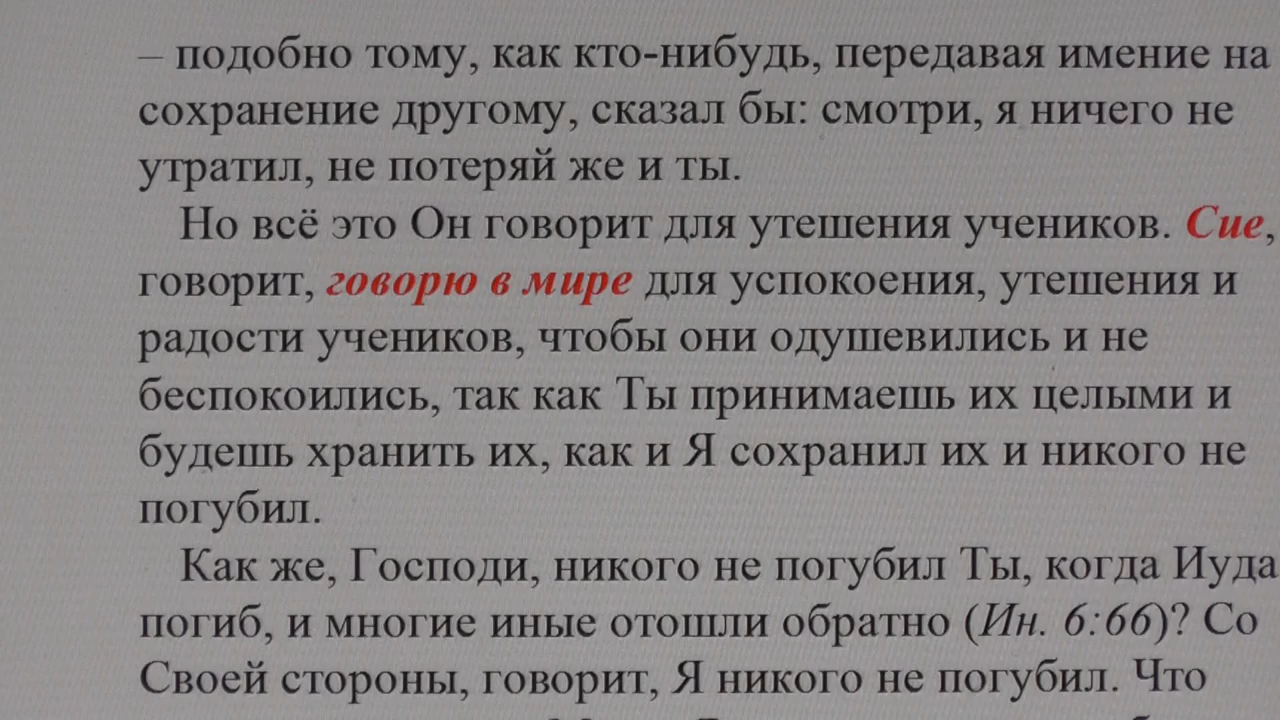 – подобно тому, как кто-нибудь, передавая имение на
сохранение другому, сказал бы: смотри, я ничего не
утратил, не потеряй же и ты.
Но всё это Он говорит для утешения учеников. Сие,
говорит, говорю в мире для успокоения, утешения и
радости учеников, чтобы они одушевились и не
беспокоились, так как Ты принимаешь их целыми и
будешь хранить их, как и Я сохранил их и никого не
погубил.
Как же, Господи, никого не погубил Ты, когда Иуда
погиб, и многие иные отошли обратно (Ин. 6:66)? Со
Своей стороны, говорит, Я никого не погубил. Что